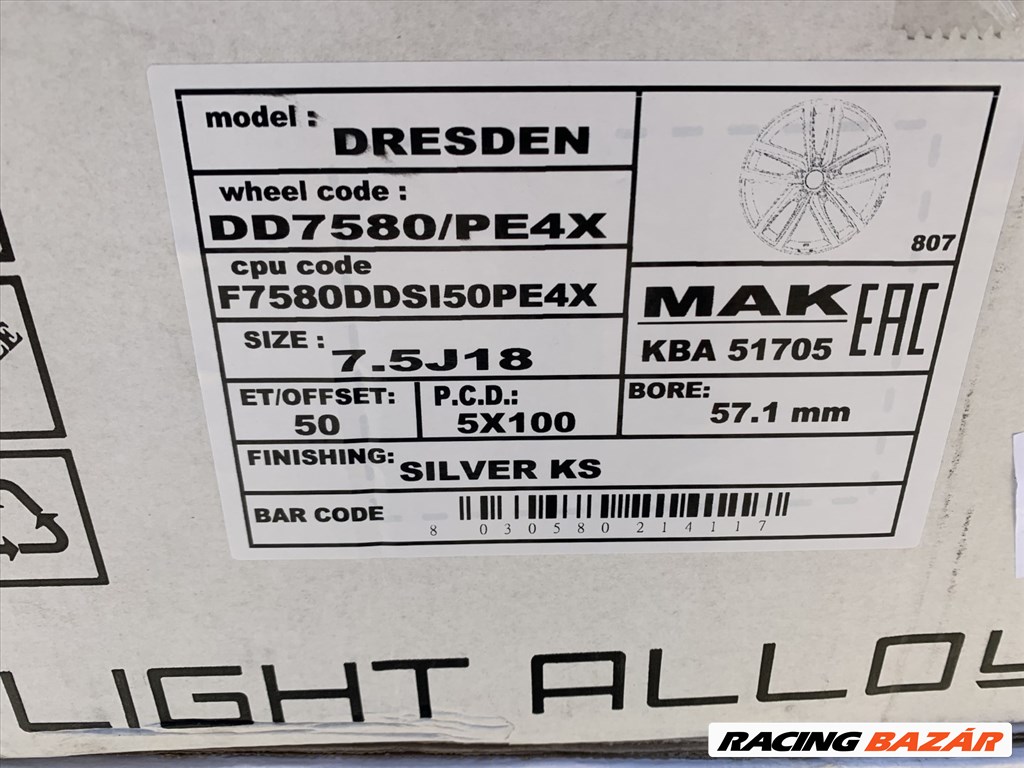 model :
DRESDEN
wheel code :
DD7580/PE4X
cpu code
F7580DDSI50PE4X
SIZE :
7.5J18
ET/OFFSET:
50
P.C.D.:
5X100
807
MAK
KBA 51705
EAC
BORE:
57.1 mm
FINISHING:
SILVER KS
BAR CODE
8 030580 214117
LIGHT ALLOY
RACING BAZÁR